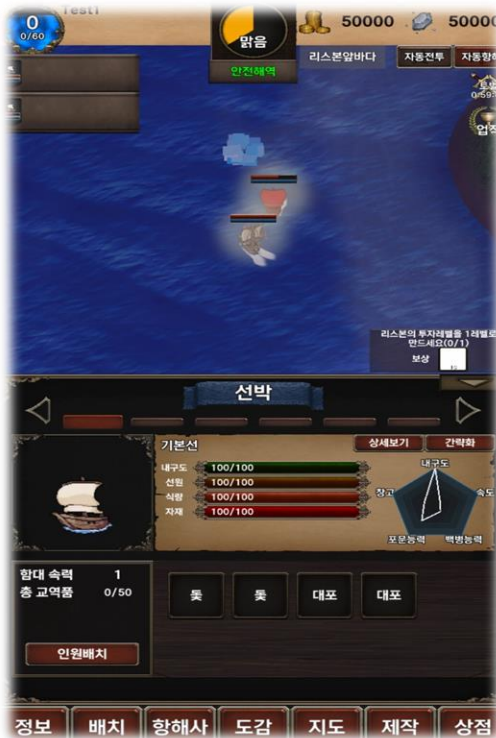 Test1
0
0/60
맑음
안전해역
50000
5000
리스본앞바다
자동전투
자동항해
0/59
업적
리스본의 투자레벨을 1레벨로
만드세요(0/1)
보상
선박
기본선
상세보기
간략화
내구도 100/100
선원 100/100
식량 100/100
자재 100/100
내구도
창고
속도
포문능력
백병능력
함대 속력 1
총 교역품 0/50
돛
돛
대포
대포
인원배치
정보
배치
항해사
도감
지도
제작
상점